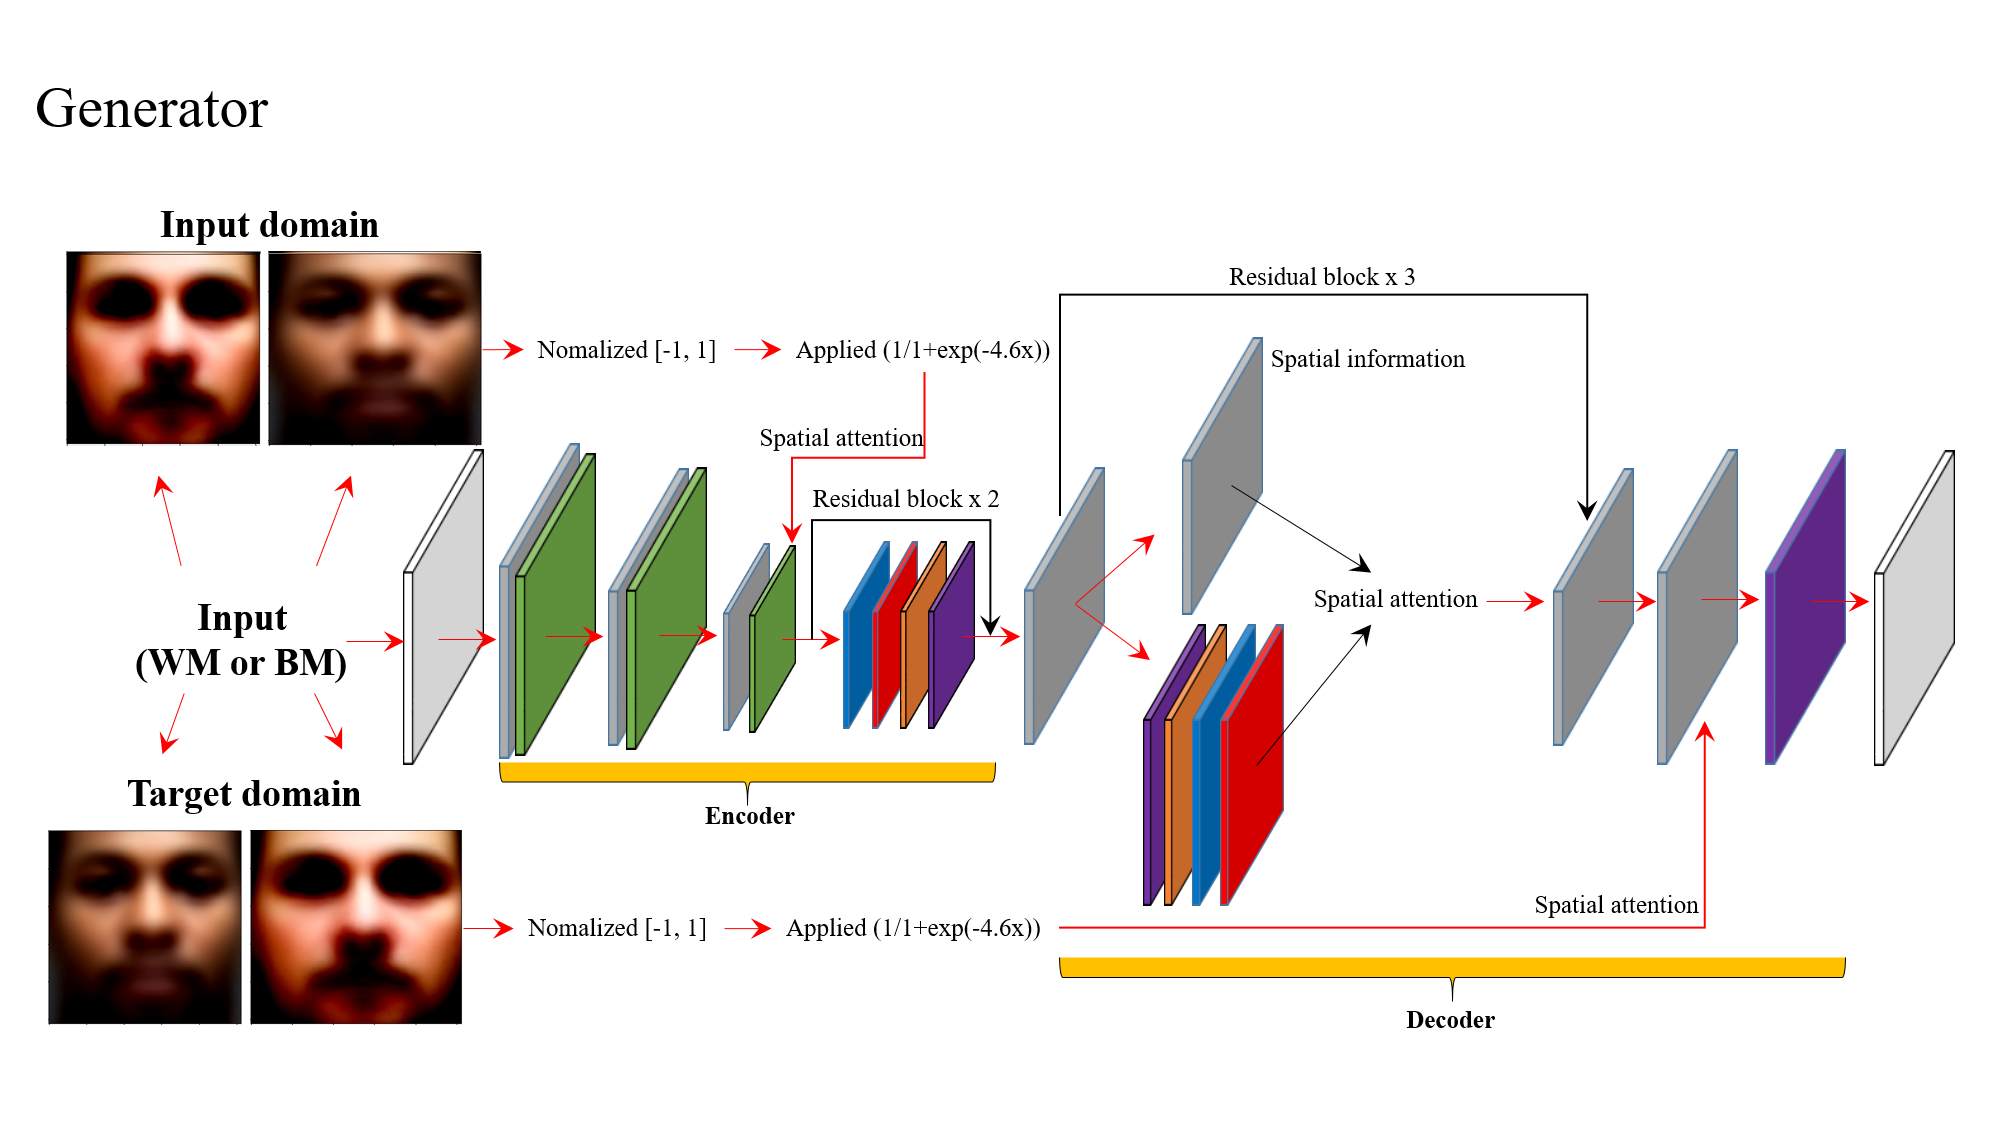 Generator
Input domain
Residual block x 3
Nomalized [-1, 1]
Applied (1/1+exp(-4.6x))
Spatial information
Spatial attention
Residual block x 2
Input
(WM or BM)
Spatial attention
Target domain
Encoder
Spatial attention
Nomalized [-1, 1]
Applied (1/1+exp(-4.6x))
Decoder